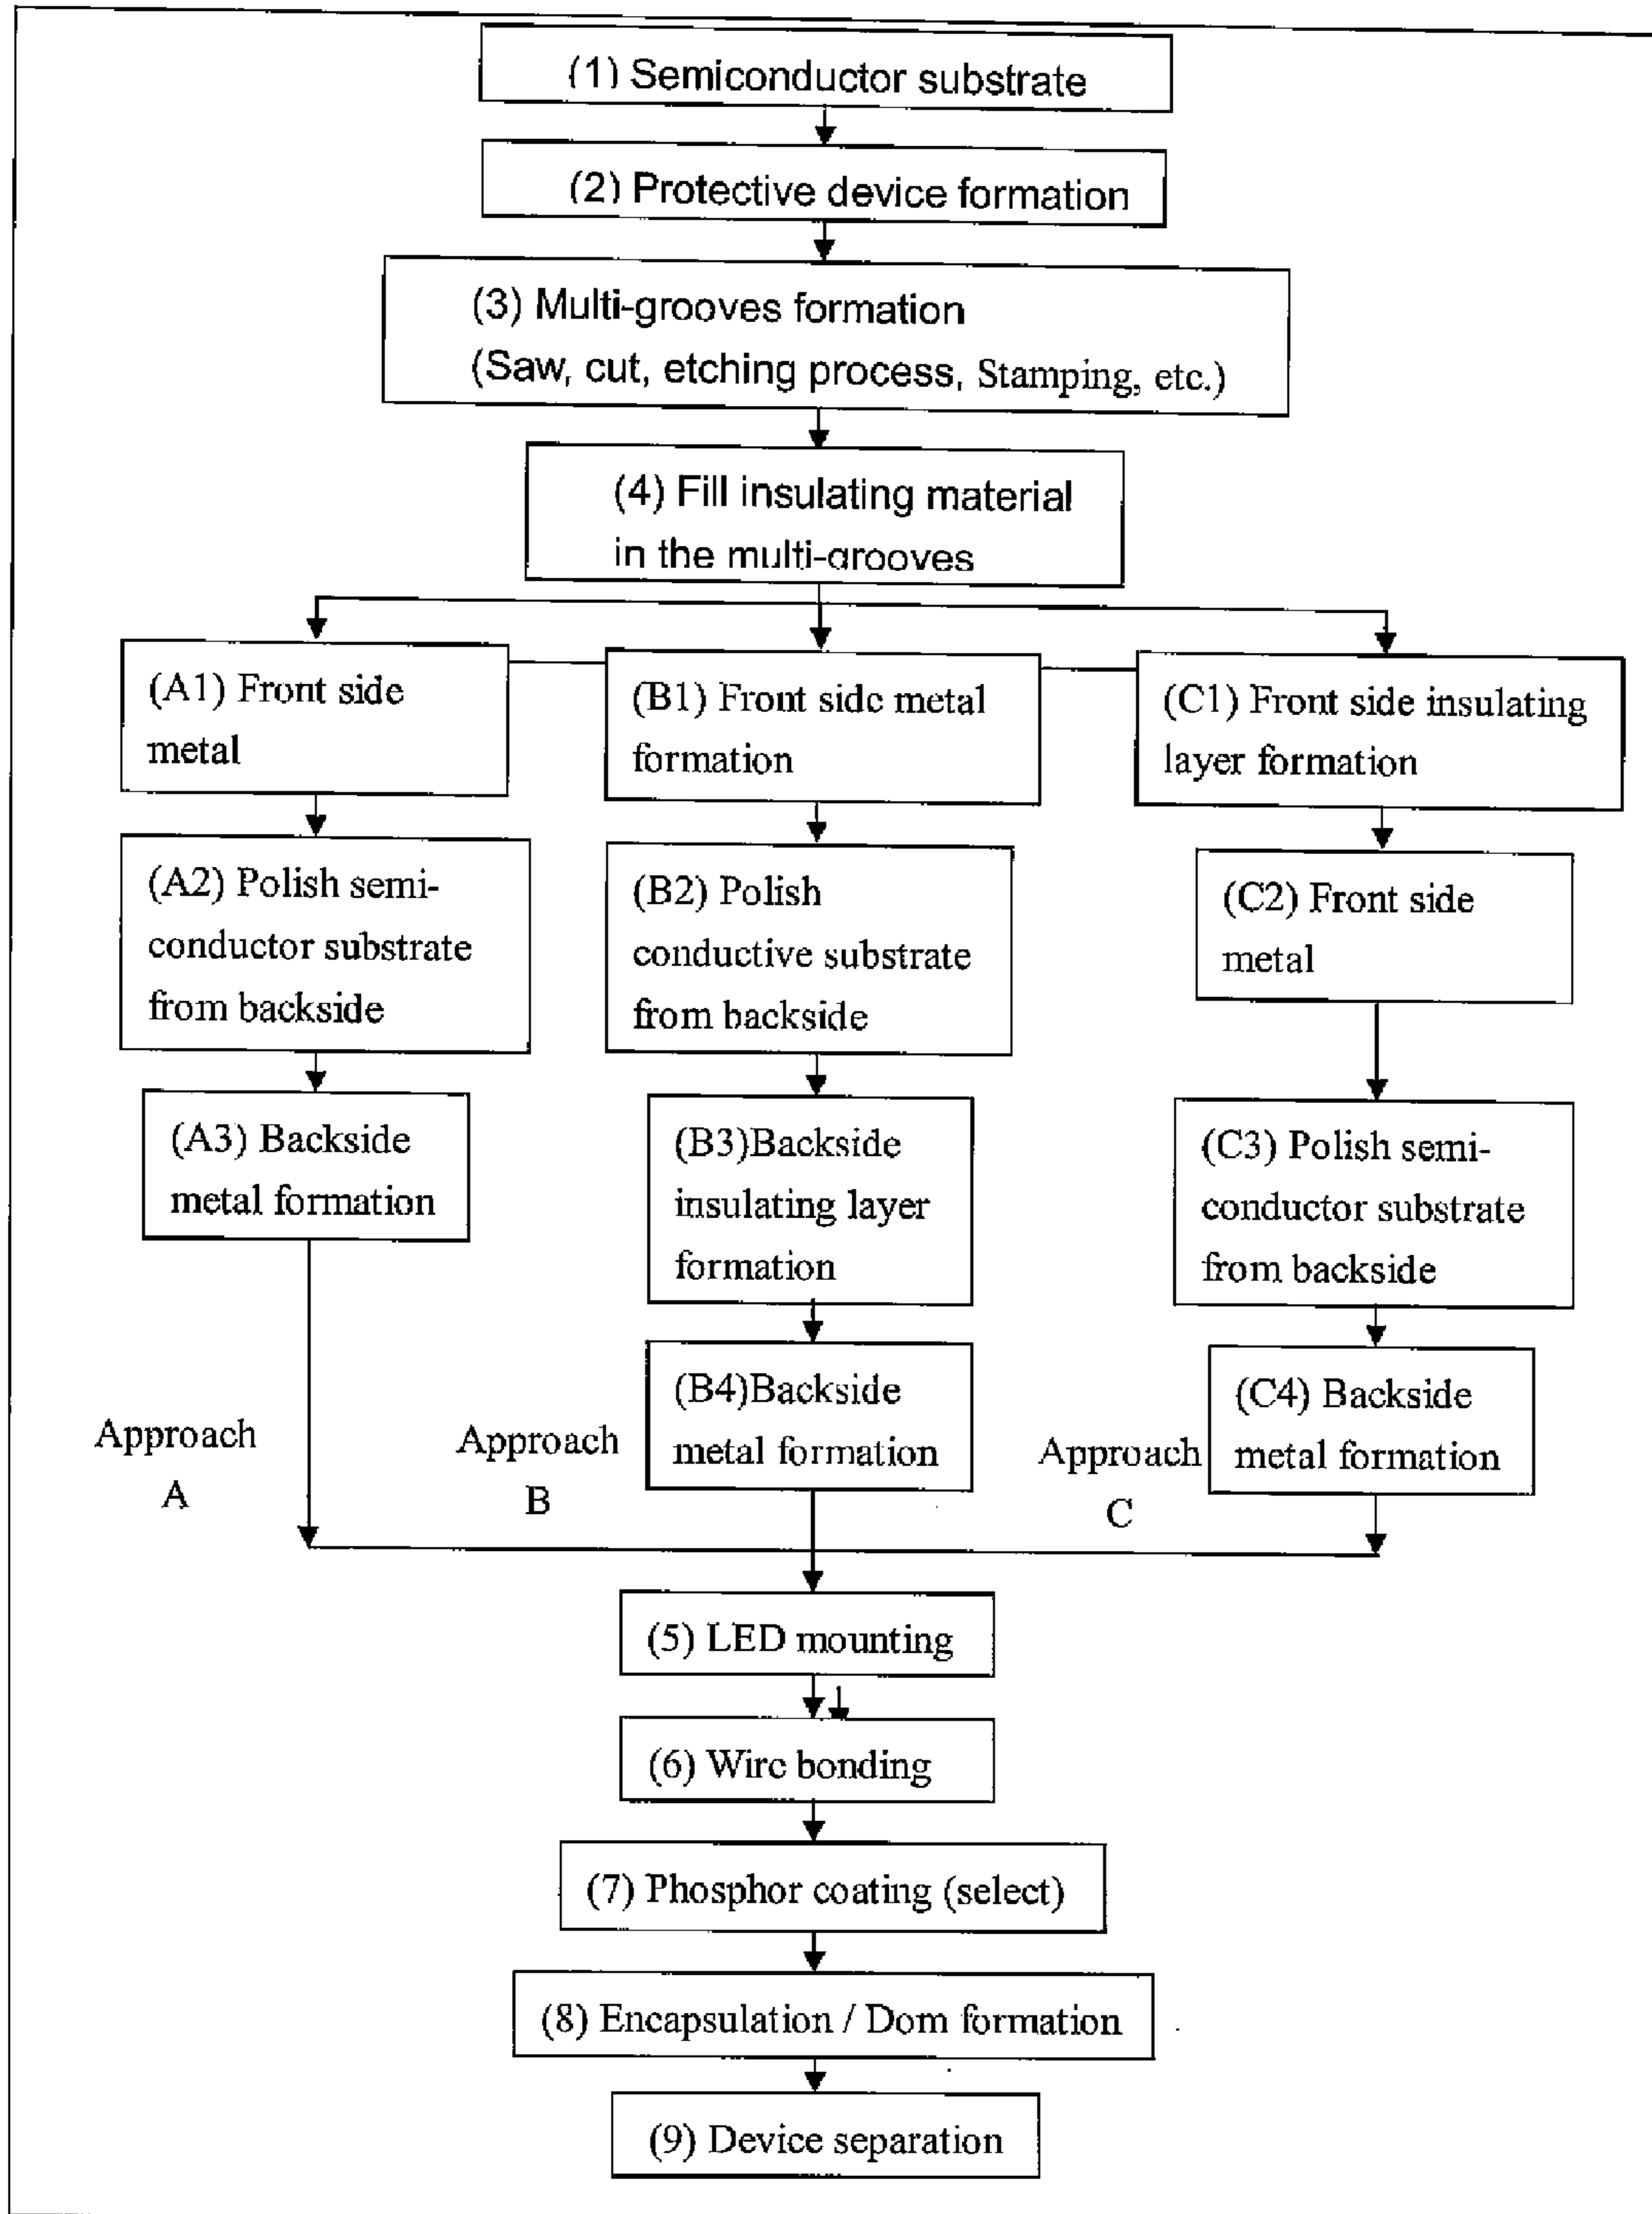 (1) Semiconductor substrate
(2) Protective device formation
(3) Multi-grooves formation
(Saw, cut, etching process, Stamping, etc.)
(4) Fill insulating material
in the multi-grooves
(A1) Front side
metal
(A2) Polish semi-
conductor substrate
from backside
(A3) Backside
metal formation
Approach
A
(B1) Front side metal
formation
(B2) Polish
conductive substrate
from backside
(B3)Backside
insulating layer
formation
(B4)Backside
metal formation
Approach
B
(C1) Front side insulating
layer formation
(C2) Front side
metal
(C3) Polish semi-
conductor substrate
from backside
(C4) Backside
metal formation
Approach
C
(5) LED mounting
(6) Wire bonding
(7) Phosphor coating (select)
(8) Encapsulation / Dom formation
(9) Device separation